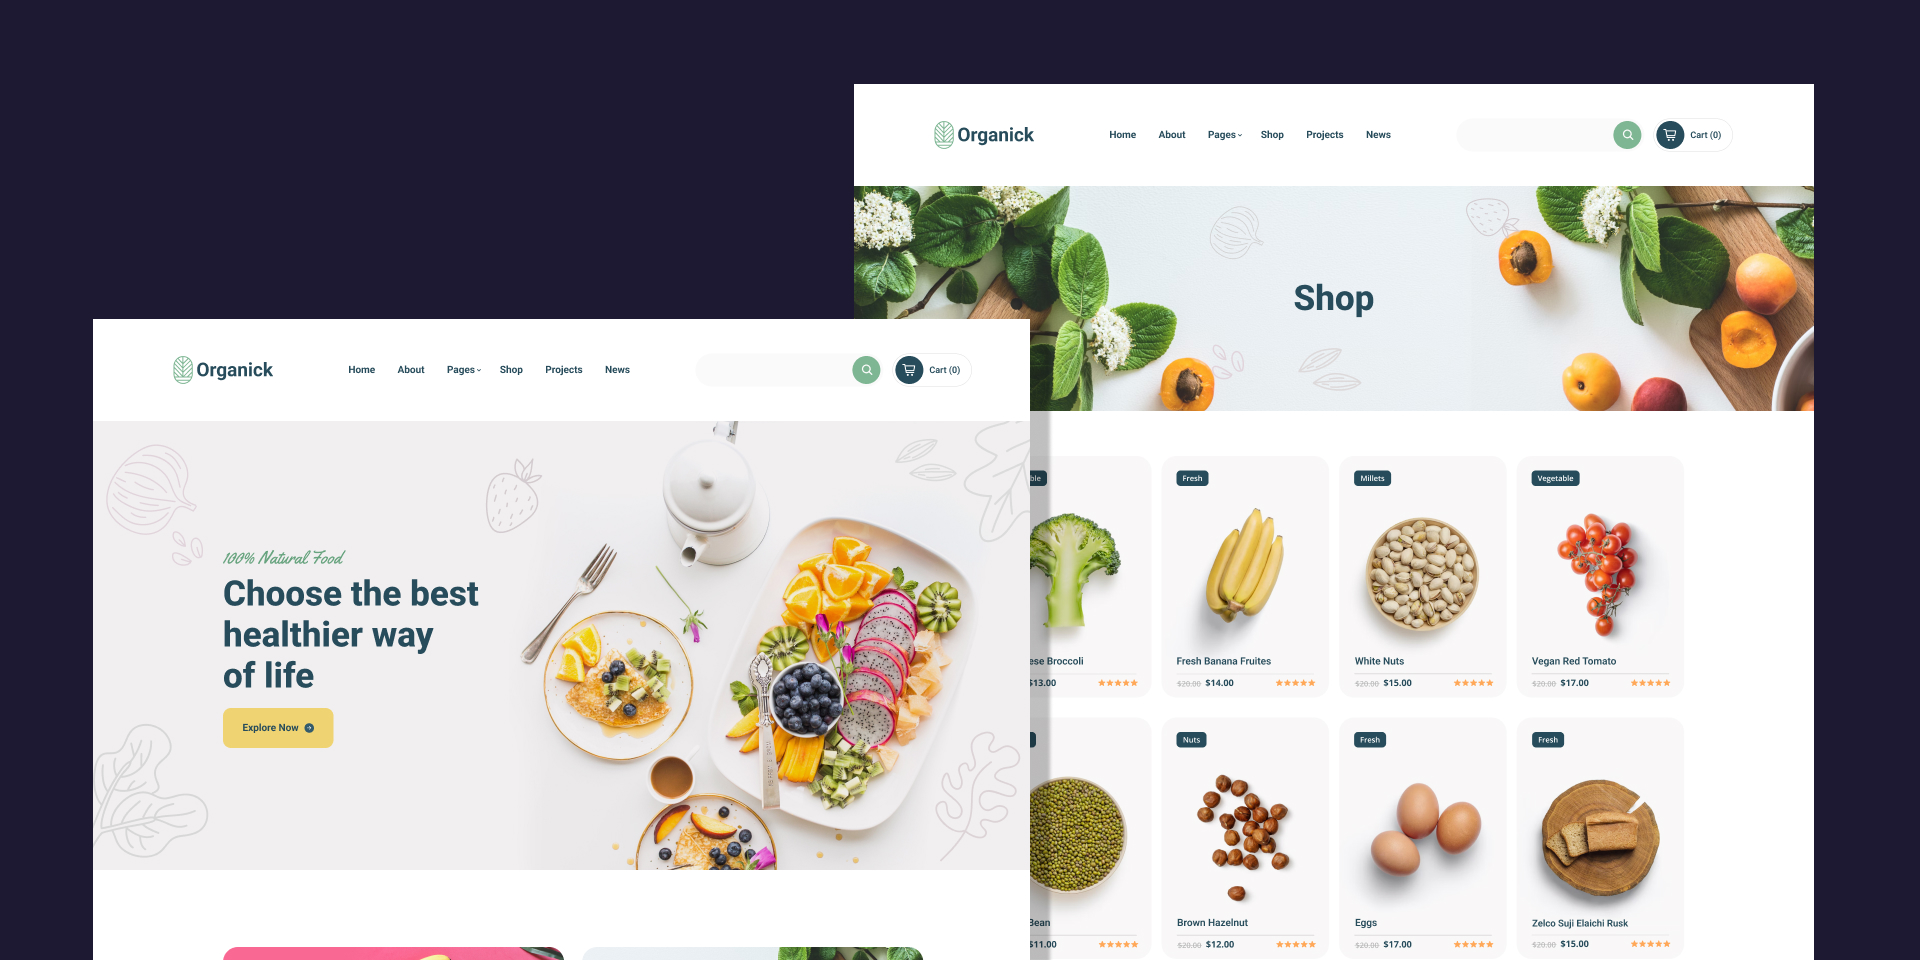 Organick
Home About Pages Shop Projects News
Cart (0)
Shop
Organick
Home About Pages Shop Projects News
Cart (0)
100% Natural Food
Choose the best
healthier way
of life
Explore Now
Fresh
Millets
Vegetable
ese Broccoli
$13.00
Fresh Banana Fruites
$20.00 $14.00
White Nuts
$20.00 $15.00
Vegan Red Tomato
$20.00 $17.00
Nuts
Fresh
Fresh
Bean
$11.00
Brown Hazelnut
$20.00 $12.00
Eggs
$20.00 $17.00
Zelco Suji Elaichi Rusk
$20.00 $15.00